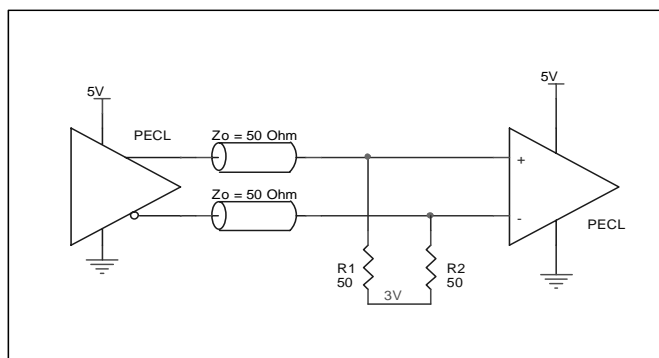 5V
PECL
Zo = 50 Ohm
5V
+
Zo = 50 Ohm
-
PECL
R1
50
R2
50
3V